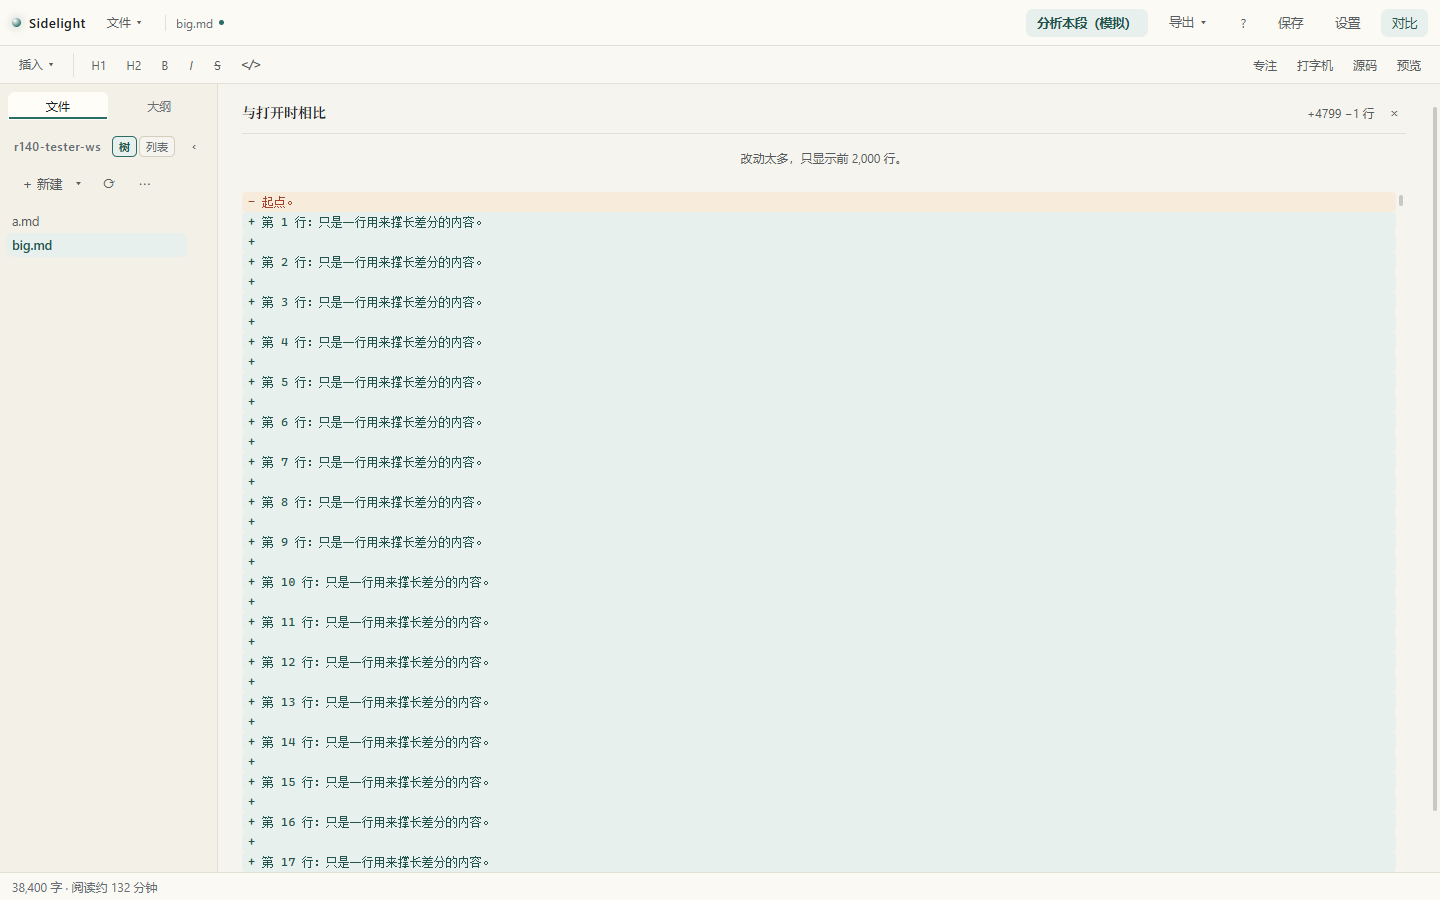 Sidelight 文件 big.md 分析本段（模拟） 导出 ? 保存 设置 对比
插入 H1 H2 B I S </> 专注 打字机 源码 预览
文件 大纲
r140-tester-ws 树 列表 ‹
+ 新建 ⟳ ···
a.md
big.md
与打开时相比 +4799 −1 行 ×
改动太多，只显示前 2,000 行。
− 起点。
+ 第 1 行：只是一行用来撑长差分的内容。
+
+ 第 2 行：只是一行用来撑长差分的内容。
+
+ 第 3 行：只是一行用来撑长差分的内容。
+
+ 第 4 行：只是一行用来撑长差分的内容。
+
+ 第 5 行：只是一行用来撑长差分的内容。
+
+ 第 6 行：只是一行用来撑长差分的内容。
+
+ 第 7 行：只是一行用来撑长差分的内容。
+
+ 第 8 行：只是一行用来撑长差分的内容。
+
+ 第 9 行：只是一行用来撑长差分的内容。
+
+ 第 10 行：只是一行用来撑长差分的内容。
+
+ 第 11 行：只是一行用来撑长差分的内容。
+
+ 第 12 行：只是一行用来撑长差分的内容。
+
+ 第 13 行：只是一行用来撑长差分的内容。
+
+ 第 14 行：只是一行用来撑长差分的内容。
+
+ 第 15 行：只是一行用来撑长差分的内容。
+
+ 第 16 行：只是一行用来撑长差分的内容。
+
+ 第 17 行：只是一行用来撑长差分的内容。
38,400 字 · 阅读约 132 分钟